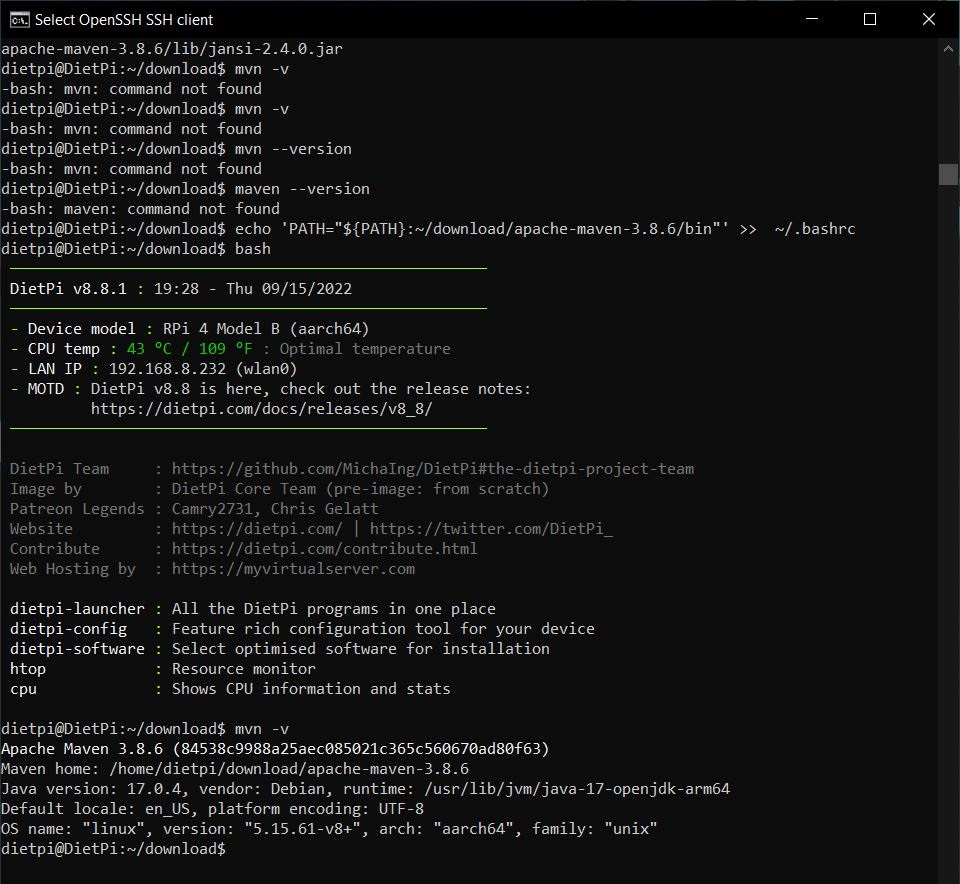 Select OpenSSH SSH client
apache-maven-3.8.6/lib/jansi-2.4.0.jar
dietpi@DietPi:~/download$ mvn -v
-bash: mvn: command not found
dietpi@DietPi:~/download$ mvn -v
-bash: mvn: command not found
dietpi@DietPi:~/download$ mvn --version
-bash: mvn: command not found
dietpi@DietPi:~/download$ maven --version
-bash: maven: command not found
dietpi@DietPi:~/download$ echo 'PATH="${PATH}:~/download/apache-maven-3.8.6/bin"' >>  ~/.bashrc
dietpi@DietPi:~/download$ bash
DietPi v8.8.1 : 19:28 - Thu 09/15/2022
- Device model : RPi 4 Model B (aarch64)
- CPU temp : 43 ºC / 109 ºF : Optimal temperature
- LAN IP : 192.168.8.232 (wlan0)
- MOTD : DietPi v8.8 is here, check out the release notes:
https://dietpi.com/docs/releases/v8_8/
DietPi Team     : https://github.com/MichaIng/DietPi#the-dietpi-project-team
Image by        : DietPi Core Team (pre-image: from scratch)
Patreon Legends : Camry2731, Chris Gelatt
Website         : https://dietpi.com/ | https://twitter.com/DietPi_
Contribute      : https://dietpi.com/contribute.html
Web Hosting by  : https://myvirtualserver.com
dietpi-launcher : All the DietPi programs in one place
dietpi-config   : Feature rich configuration tool for your device
dietpi-software : Select optimised software for installation
htop            : Resource monitor
cpu             : Shows CPU information and stats
dietpi@DietPi:~/download$ mvn -v
Apache Maven 3.8.6 (84538c9988a25aec085021c365c560670ad80f63)
Maven home: /home/dietpi/download/apache-maven-3.8.6
Java version: 17.0.4, vendor: Debian, runtime: /usr/lib/jvm/java-17-openjdk-arm64
Default locale: en_US, platform encoding: UTF-8
OS name: "linux", version: "5.15.61-v8+", arch: "aarch64", family: "unix"
dietpi@DietPi:~/download$